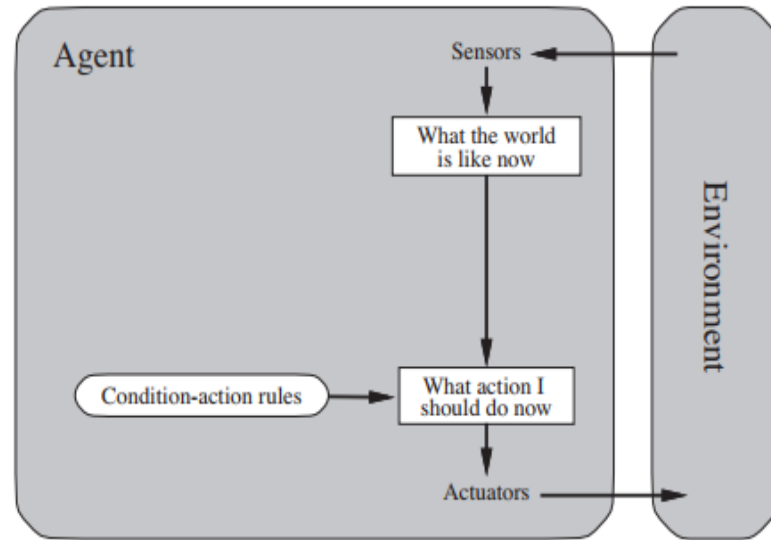 Agent
Sensors
What the world
is like now
Environment
Condition-action rules
What action I
should do now
Actuators